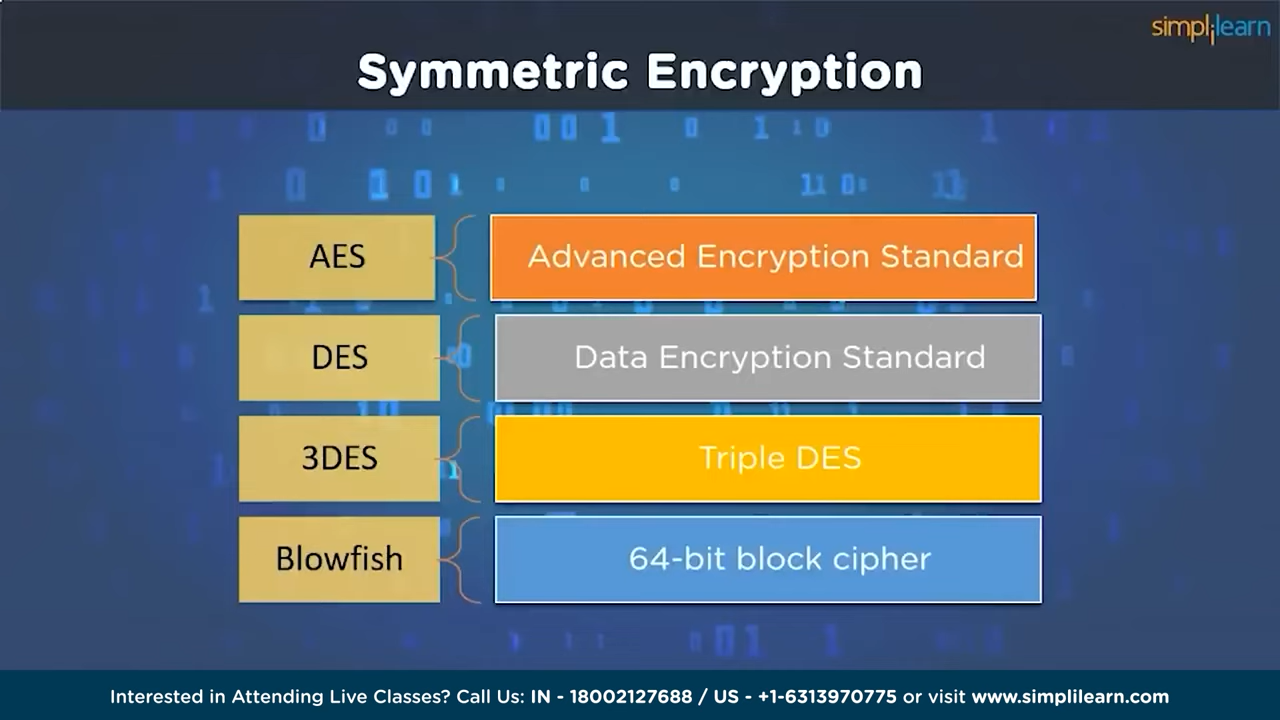 simplilearn
Symmetric Encryption
AES
Advanced Encryption Standard
DES
Data Encryption Standard
3DES
Triple DES
Blowfish
64-bit block cipher
Interested in Attending Live Classes? Call Us: IN - 18002127688 / US - +1-6313970775 or visit www.simplilearn.com